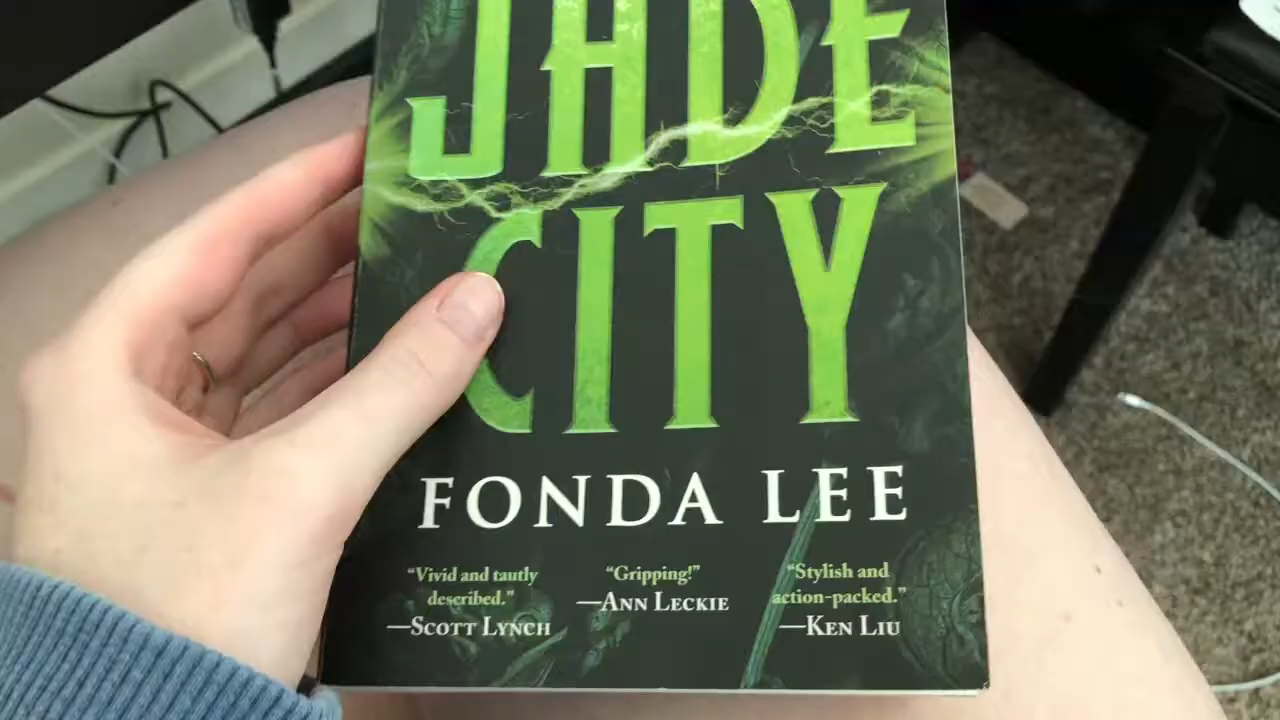 JADE
CITY
FONDA LEE
“Vivid and tautly
described.”
—SCOTT LYNCH
“Gripping!”
—ANN LECKIE
“Stylish and
action-packed.”
—KEN LIU